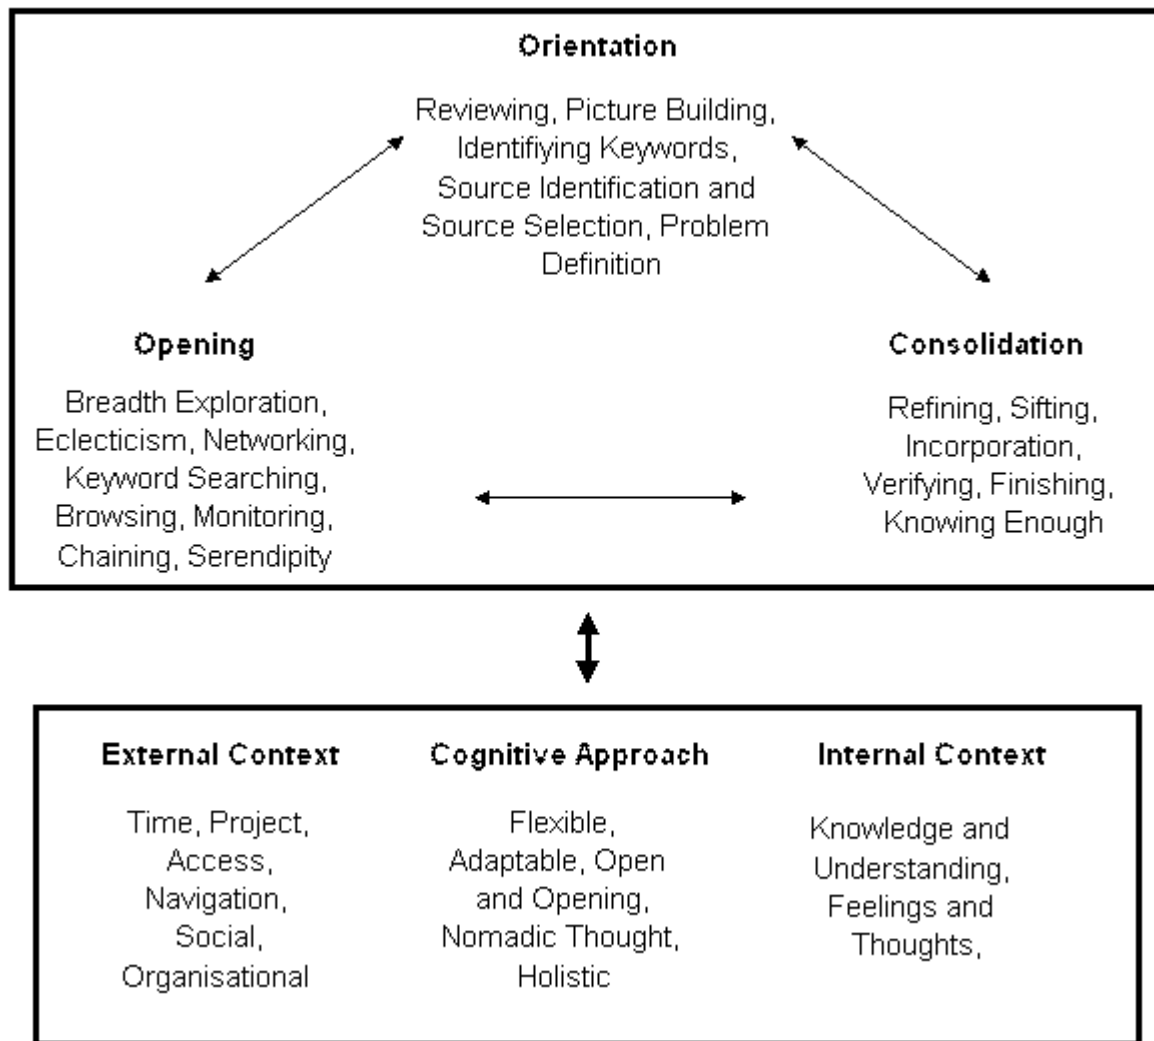 Orientation
Reviewing, Picture Building,
Identifiying Keywords,
Source Identification and
Source Selection, Problem
Definition
Opening
Breadth Exploration,
Eclecticism, Networking,
Keyword Searching,
Browsing, Monitoring,
Chaining, Serendipity
Consolidation
Refining, Sifting,
Incorporation,
Verifying, Finishing,
Knowing Enough
External Context
Time, Project,
Access,
Navigation,
Social,
Organisational
Cognitive Approach
Flexible,
Adaptable, Open
and Opening,
Nomadic Thought,
Holistic
Internal Context
Knowledge and
Understanding,
Feelings and
Thoughts,